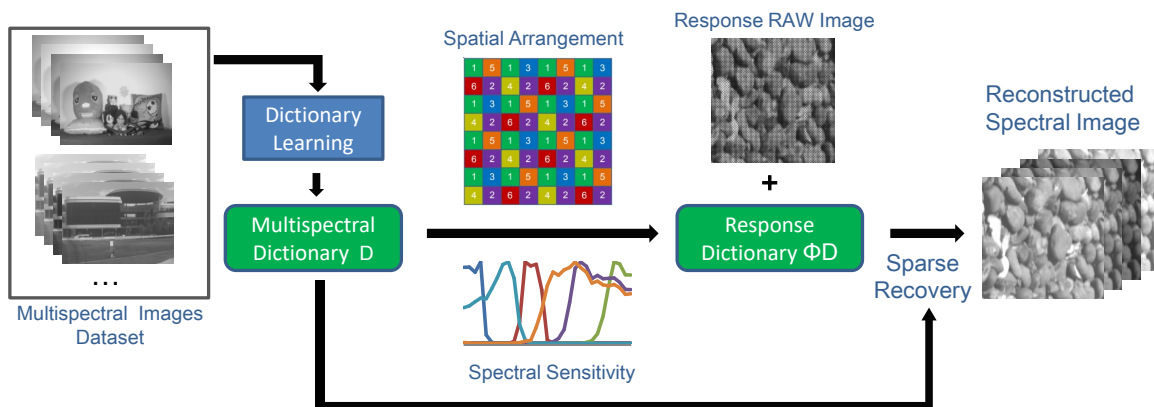 Response RAW Image
Spatial Arrangement
1 5 1 3 1 5 1 3
6 2 4 2 6 2 4 2
1 3 1 5 1 3 1 5
4 2 6 2 4 2 6 2
1 5 1 3 1 5 1 3
6 2 4 2 6 2 4 2
1 3 1 5 1 3 1 5
4 2 6 2 4 2 6 2
Dictionary
Learning
Multispectral
Dictionary D
...
Multispectral Images
Dataset
Spectral Sensitivity
+
Response
Dictionary ΦD
Sparse
Recovery
Reconstructed
Spectral Image